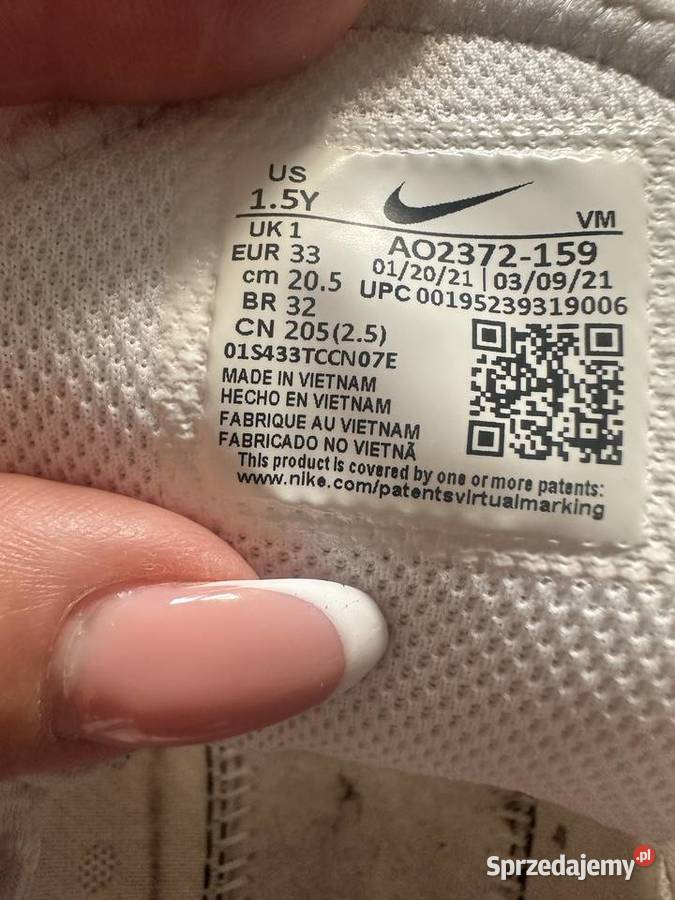 US
1.5Y
VM
UK 1
EUR 33
cm 20.5
BR 32
CN 205(2.5)
AO2372-159
01/20/21 | 03/09/21
UPC 00195239319006
01S433TCCN07E
MADE IN VIETNAM
HECHO EN VIETNAM
FABRIQUE AU VIETNAM
FABRICADO NO VIETNÃ
This product is covered by one or more patents:
www.nike.com/patentsvirtualmarking
Sprzedajemy.pl